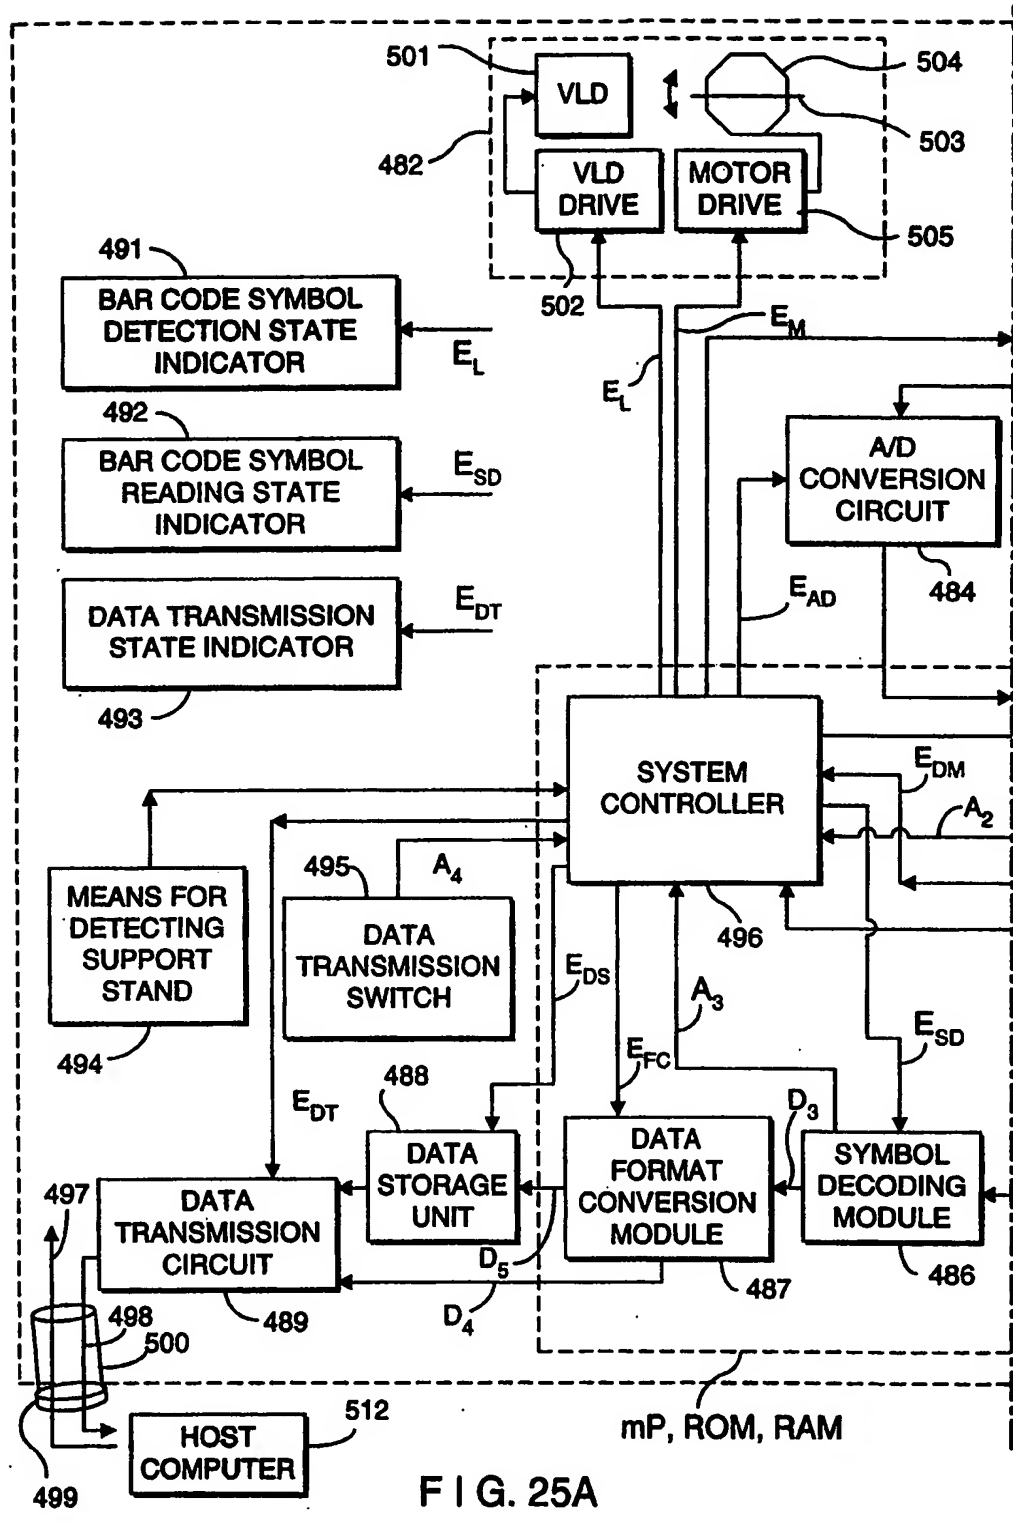 501
VLD
504
503
482
VLD
DRIVE
MOTOR
DRIVE
505
502
491
BAR CODE SYMBOL
DETECTION STATE
INDICATOR
E_L
E_M
E_L
492
BAR CODE SYMBOL
READING STATE
INDICATOR
E_SD
A/D
CONVERSION
CIRCUIT
484
E_AD
DATA TRANSMISSION
STATE INDICATOR
E_DT
493
SYSTEM
CONTROLLER
E_DM
A_2
496
MEANS FOR
DETECTING
SUPPORT
STAND
494
495
A_4
DATA
TRANSMISSION
SWITCH
E_DS
A_3
E_FC
E_SD
E_DT
488
DATA
STORAGE
UNIT
DATA
FORMAT
CONVERSION
MODULE
487
D_3
SYMBOL
DECODING
MODULE
486
497
DATA
TRANSMISSION
CIRCUIT
489
D_5
D_4
498
500
499
HOST
COMPUTER
512
mP, ROM, RAM
FIG. 25A